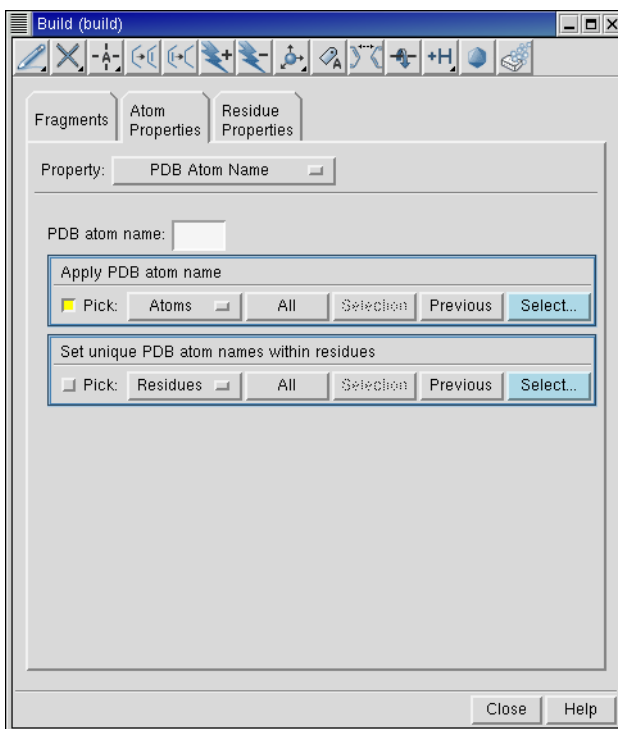 Build (build)
A
A
+H
Fragments
Atom
Properties
Residue
Properties
Property: PDB Atom Name
PDB atom name:
Apply PDB atom name
Pick: Atoms All Selection Previous Select...
Set unique PDB atom names within residues
Pick: Residues All Selection Previous Select...
Close Help